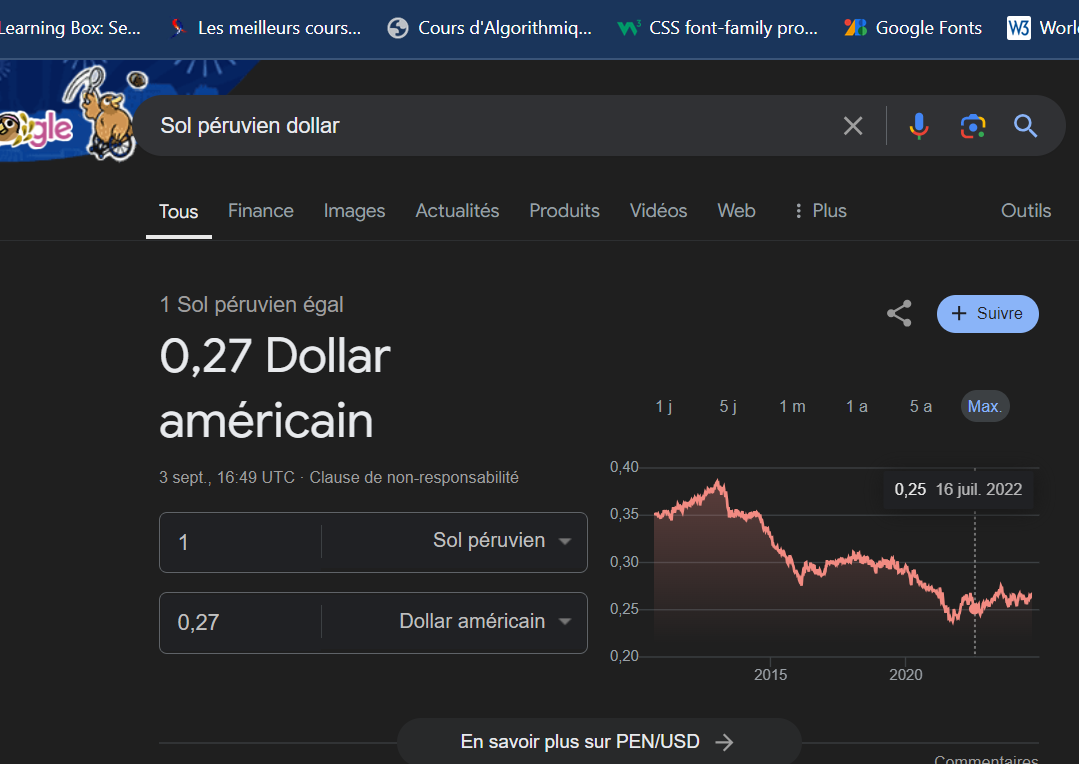 Learning Box: Se...
Les meilleurs cours...
Cours d'Algorithmiq...
CSS font-family pro...
Google Fonts
W3
World
gle
Sol péruvien dollar
Tous
Finance
Images
Actualités
Produits
Vidéos
Web
Plus
Outils
1 Sol péruvien égal
0,27 Dollar
américain
3 sept., 16:49 UTC · Clause de non-responsabilité
1
Sol péruvien
0,27
Dollar américain
+ Suivre
1 j
5 j
1 m
1 a
5 a
Max.
0,40
0,25 16 juil. 2022
0,35
0,30
0,25
0,20
2015
2020
En savoir plus sur PEN/USD
Commentaires